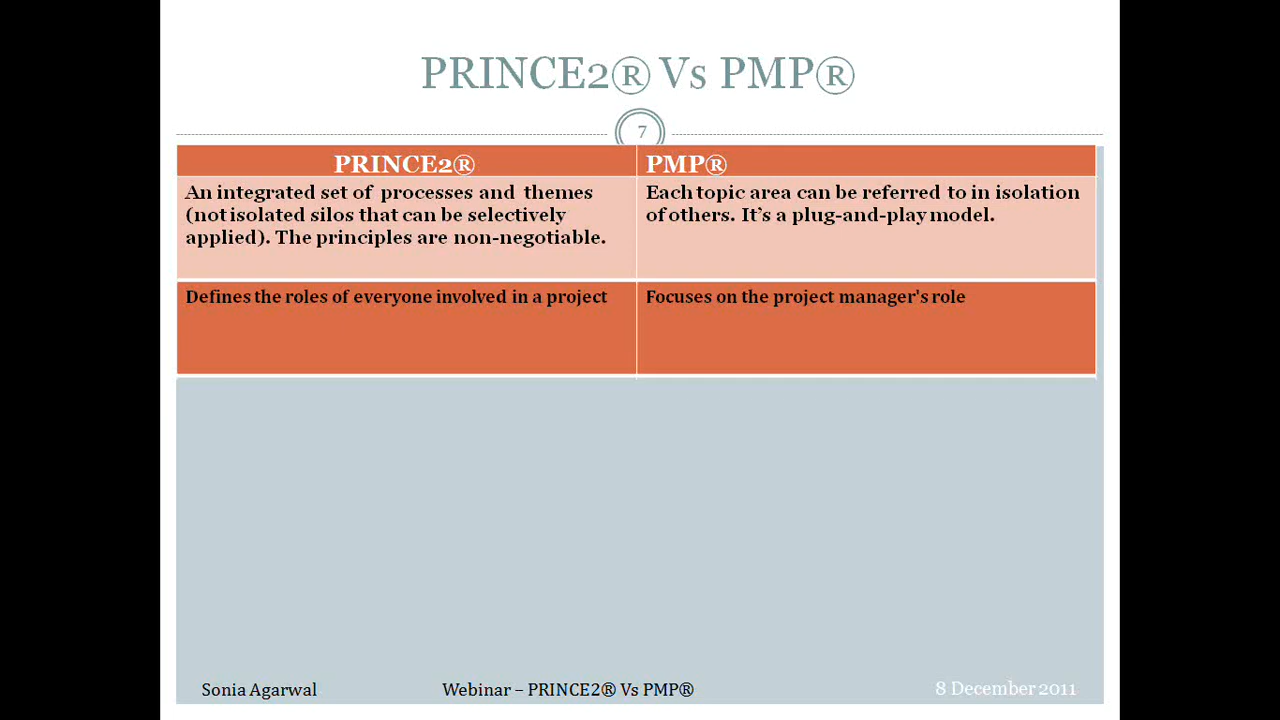 PRINCE2® Vs PMP®
7
PRINCE2®
PMP®
An integrated set of processes and themes
(not isolated silos that can be selectively
applied). The principles are non-negotiable.
Each topic area can be referred to in isolation
of others. It’s a plug-and-play model.
Defines the roles of everyone involved in a project
Focuses on the project manager's role
Sonia Agarwal
Webinar – PRINCE2® Vs PMP®
8 December 2011